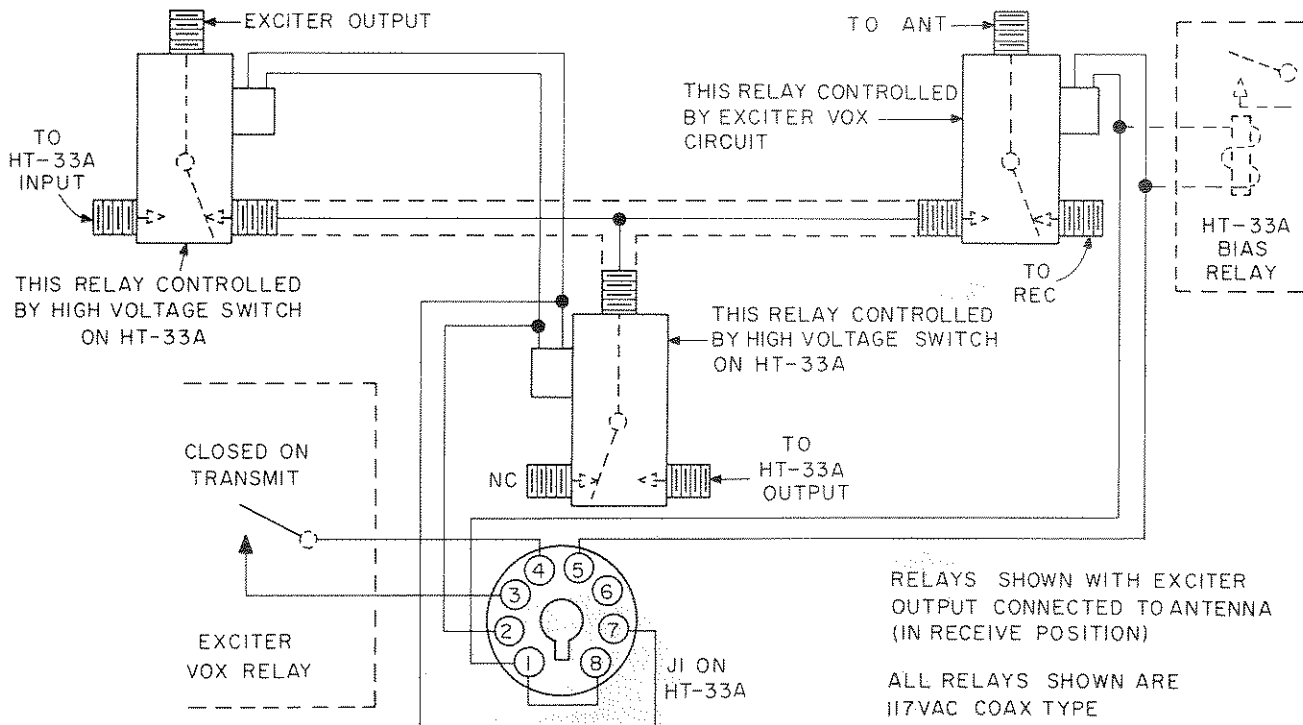 EXCITER OUTPUT
TO ANT
THIS RELAY CONTROLLED
BY EXCITER VOX
CIRCUIT
TO
HT-33A
INPUT
HT-33A
BIAS
RELAY
TO
REC
THIS RELAY CONTROLLED
BY HIGH VOLTAGE SWITCH
ON HT-33A
THIS RELAY CONTROLLED
BY HIGH VOLTAGE SWITCH
ON HT-33A
CLOSED ON
TRANSMIT
NC
TO
HT-33A
OUTPUT
4
5
3
6
2
7
1
8
EXCITER
VOX RELAY
J1 ON
HT-33A
RELAYS SHOWN WITH EXCITER
OUTPUT CONNECTED TO ANTENNA
(IN RECEIVE POSITION)
ALL RELAYS SHOWN ARE
117VAC COAX TYPE